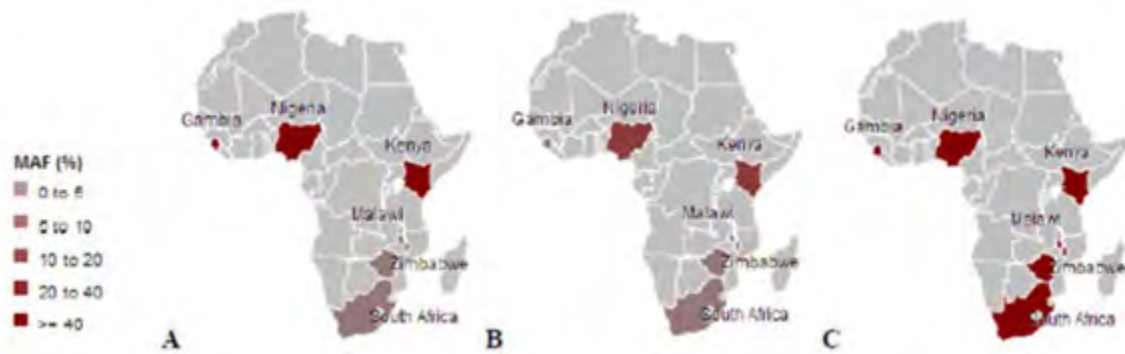 MAF (%)
0 to 5
5 to 10
10 to 20
20 to 40
>= 40
Gambia
Nigeria
Kenya
Malawi
Zimbabwe
South Africa
A
Gambia
Nigeria
Kenya
Malawi
Zimbabwe
South Africa
B
Gambia
Nigeria
Kenya
Malawi
Zimbabwe
South Africa
C